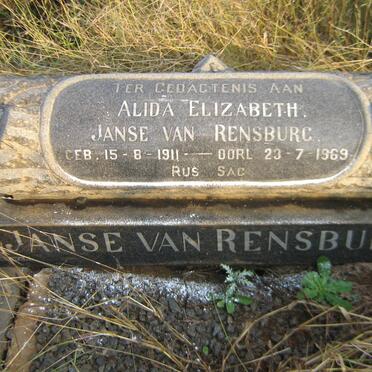 TER GEDAGTENIS AAN
ALIDA ELIZABETH.
JANSE VAN RENSBURG.
GEB. 15-8-1911 — OORL 23-7-1969
RUS SAG
JANSE VAN RENSBU